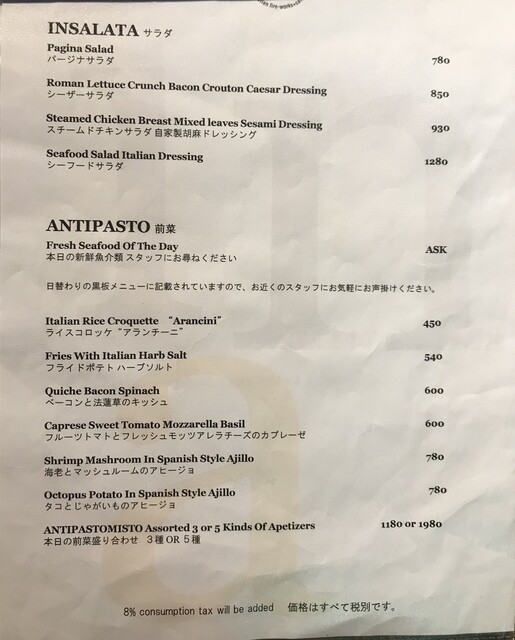 INSALATA サラダ
Pagina Salad 780
パージナサラダ
Roman Lettuce Crunch Bacon Crouton Caesar Dressing 850
シーザーサラダ
Steamed Chicken Breast Mixed leaves Sesami Dressing 930
スチームドチキンサラダ 自家製胡麻ドレッシング
Seafood Salad Italian Dressing 1280
シーフードサラダ
ANTIPASTO 前菜
Fresh Seafood Of The Day ASK
本日の新鮮魚介類 スタッフにお尋ねください
日替わりの黒板メニューに記載されていますので、お近くのスタッフにお気軽にお声掛けください。
Italian Rice Croquette “Arancini” 450
ライスコロッケ “アランチーニ”
Fries With Italian Harb Salt 540
フライドポテト ハーブソルト
Quiche Bacon Spinach 600
ベーコンと法蓮草のキッシュ
Caprese Sweet Tomato Mozzarella Basil 600
フルーツトマトとフレッシュモッツアレラチーズのカプレーゼ
Shrimp Mashroom In Spanish Style Ajillo 780
海老とマッシュルームのアヒージョ
Octopus Potato In Spanish Style Ajillo 780
タコとじゃがいものアヒージョ
ANTIPASTOMISTO Assorted 3 or 5 Kinds Of Apetizers 1180 or 1980
本日の前菜盛り合わせ 3種 OR 5種
8% consumption tax will be added 価格はすべて税別です。